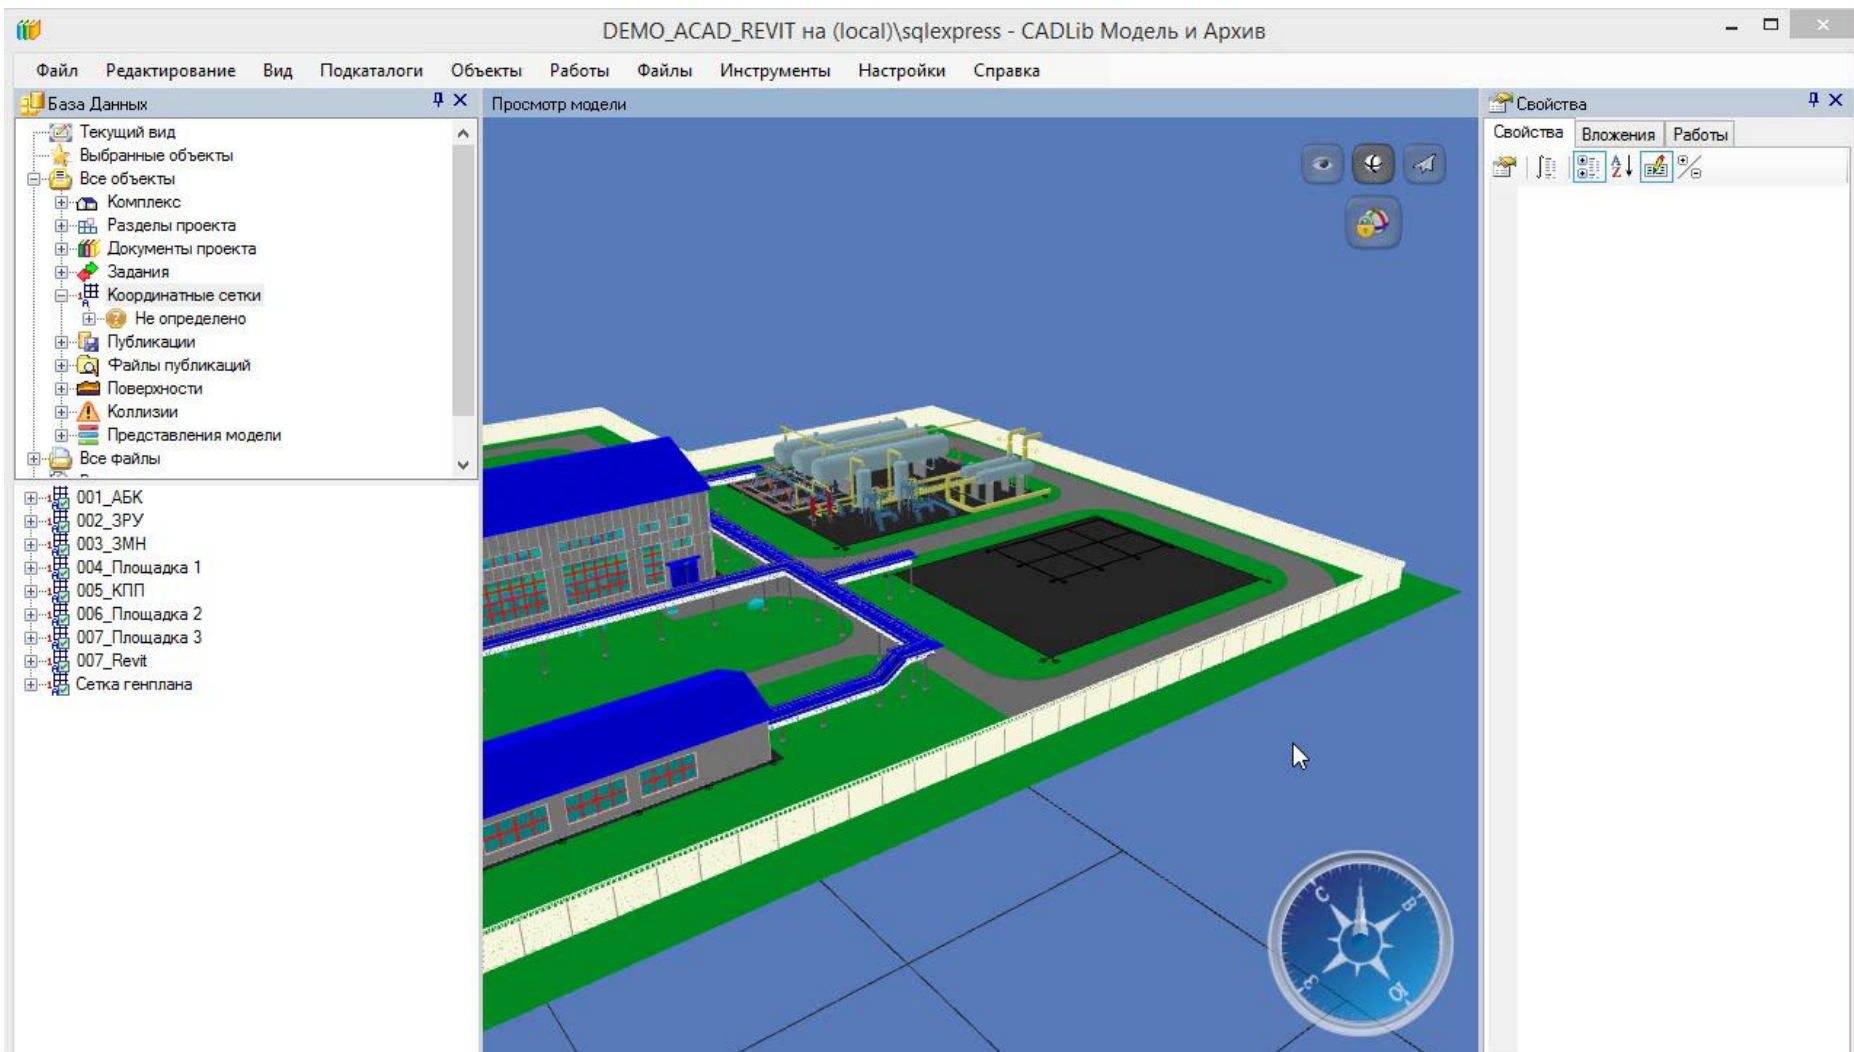 DEMO_ACAD_REVIT на (local)\sqlexpress - CADLib Модель и Архив
Файл Редактирование Вид Подкаталоги Объекты Работы Файлы Инструменты Настройки Справка
База Данных
Текущий вид
Выбранные объекты
Все объекты
Комплекс
Разделы проекта
Документы проекта
Задания
Координатные сетки
Не определено
Публикации
Файлы публикаций
Поверхности
Коллизии
Представления модели
Все файлы
001_АБК
002_ЗРУ
003_ЗМН
004_Площадка 1
005_КПП
006_Площадка 2
007_Площадка 3
007_Revit
Сетка генплана
Просмотр модели
С
В
З
Ю
Свойства
Свойства Вложения Работы